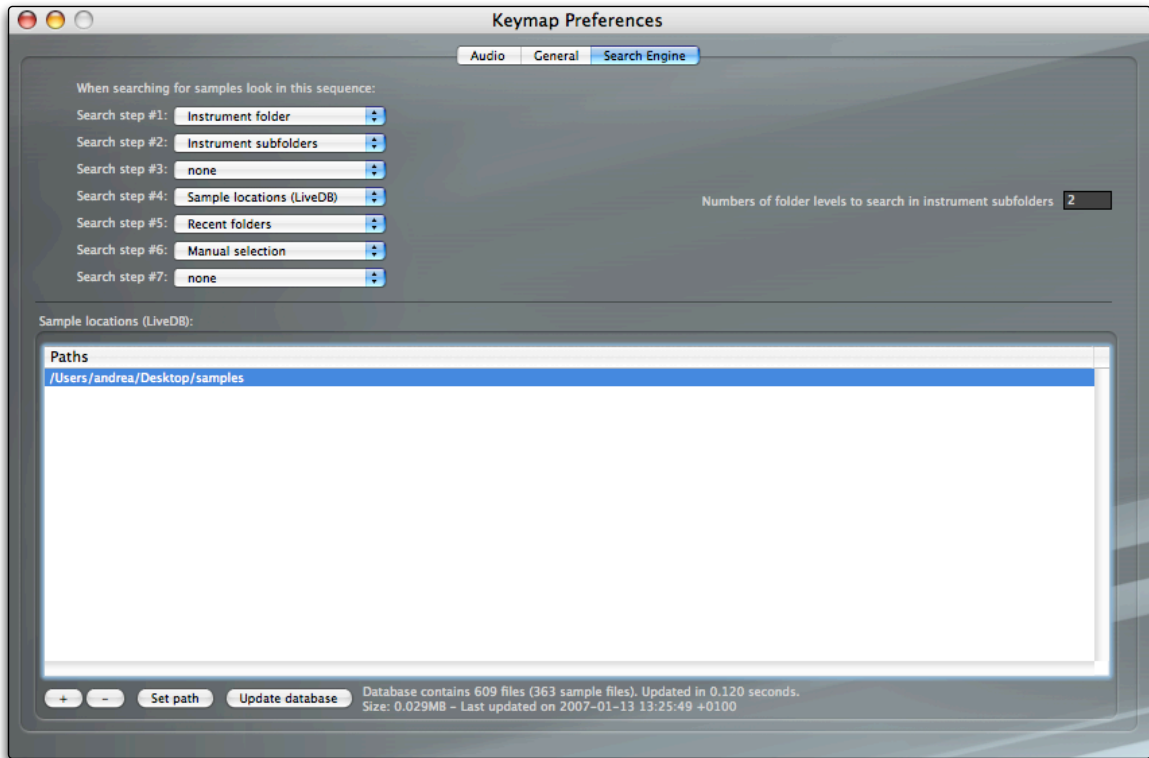 Keymap Preferences
Audio General Search Engine
When searching for samples look in this sequence:
Search step #1: Instrument folder
Search step #2: Instrument subfolders
Search step #3: none
Search step #4: Sample locations (LiveDB)
Numbers of folder levels to search in instrument subfolders 2
Search step #5: Recent folders
Search step #6: Manual selection
Search step #7: none
Sample locations (LiveDB):
Paths
/Users/andrea/Desktop/samples
+ - Set path Update database
Database contains 609 files (363 sample files). Updated in 0.120 seconds.
Size: 0.029MB – Last updated on 2007-01-13 13:25:49 +0100